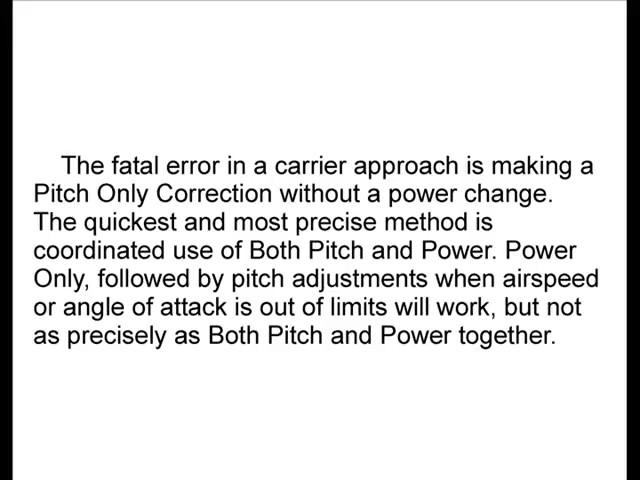 The fatal error in a carrier approach is making a
Pitch Only Correction without a power change.
The quickest and most precise method is
coordinated use of Both Pitch and Power. Power
Only, followed by pitch adjustments when airspeed
or angle of attack is out of limits will work, but not
as precisely as Both Pitch and Power together.